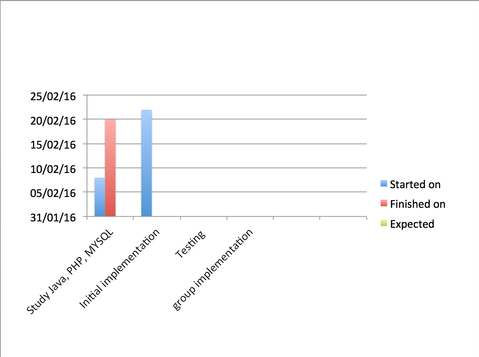 25/02/16
20/02/16
15/02/16
10/02/16
05/02/16
31/01/16
Started on
Finished on
Expected
Study Java, PHP, MYSQL
Initial implementation
Testing
group implementation